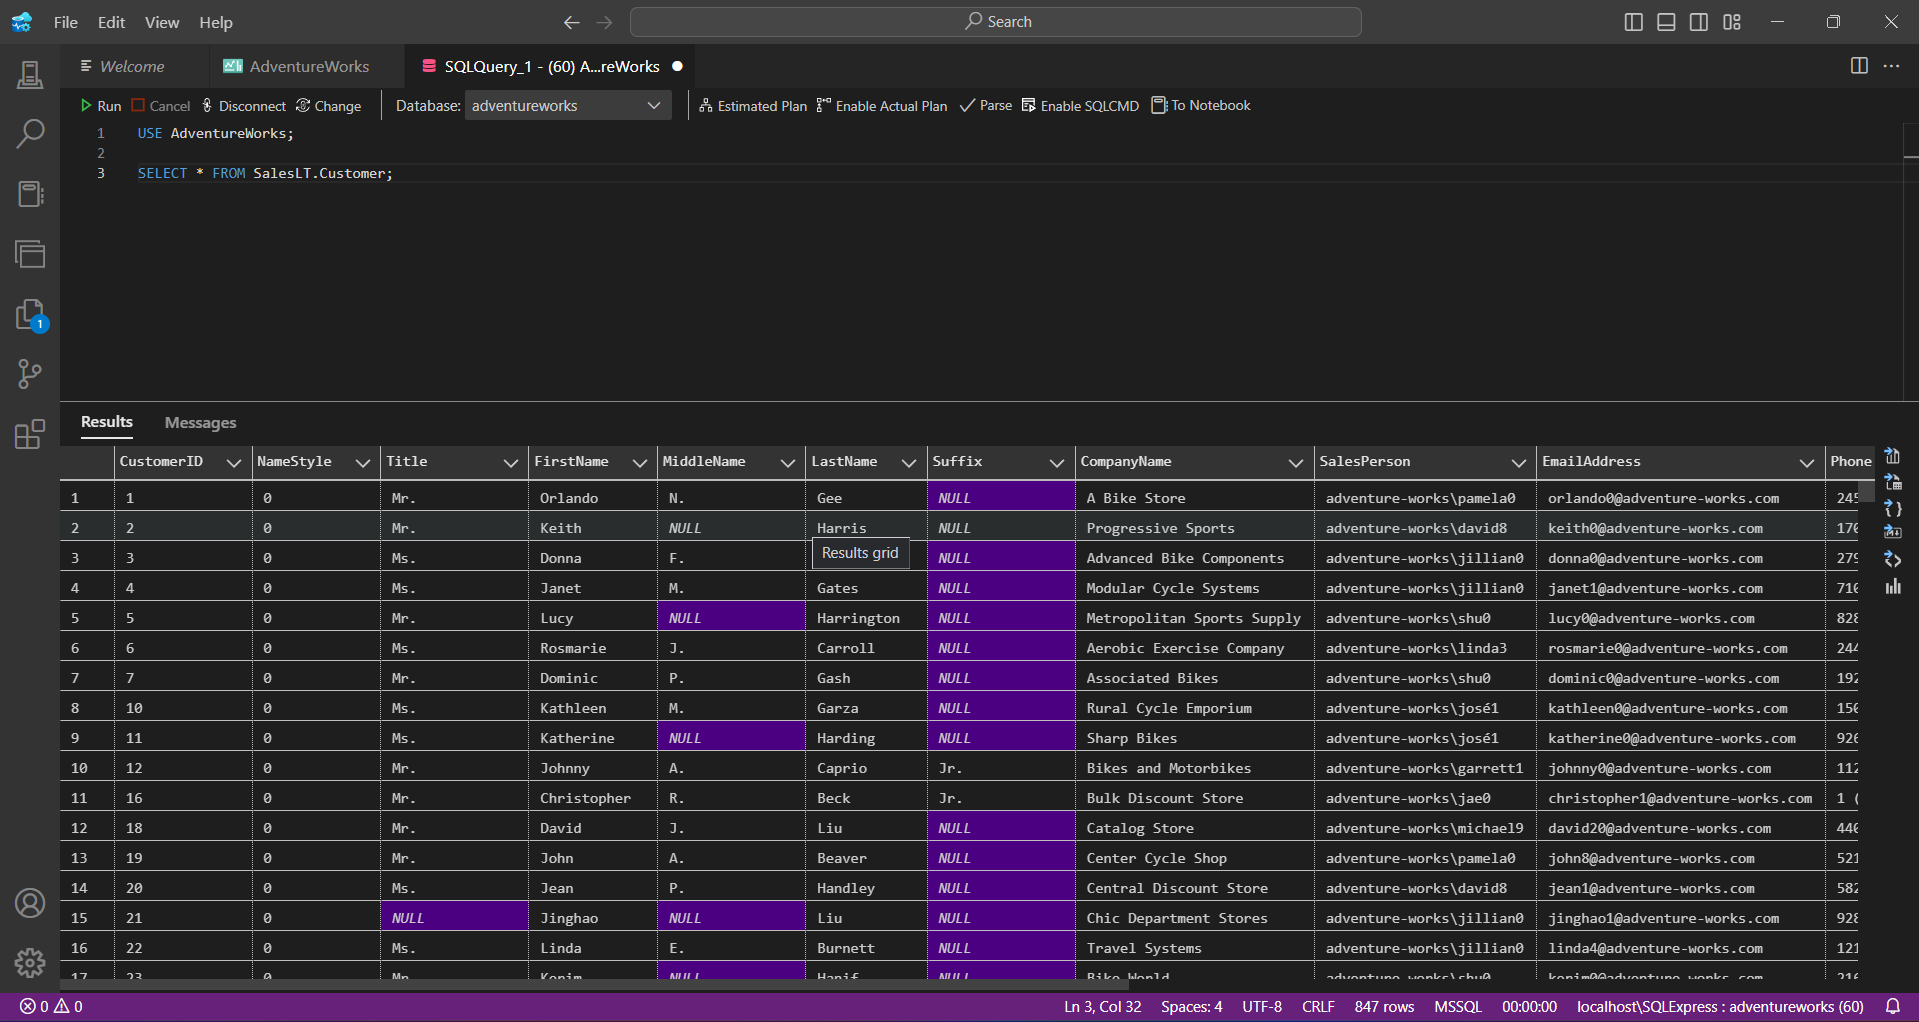 File Edit View Help Search
Welcome AdventureWorks SQLQuery_1 - (60) A...reWorks
Run Cancel Disconnect Change Database: adventureworks Estimated Plan Enable Actual Plan Parse Enable SQLCMD To Notebook
1 USE AdventureWorks;
2
3 SELECT * FROM SalesLT.Customer;
1
Results Messages
CustomerID NameStyle Title FirstName MiddleName LastName Suffix CompanyName SalesPerson EmailAddress Phone
1 1 0 Mr. Orlando N. Gee NULL A Bike Store adventure-works\pamela0 orlando0@adventure-works.com 245
2 2 0 Mr. Keith NULL Harris NULL Progressive Sports adventure-works\david8 keith0@adventure-works.com 170
Results grid
3 3 0 Ms. Donna F. NULL Advanced Bike Components adventure-works\jillian0 donna0@adventure-works.com 279
4 4 0 Ms. Janet M. Gates NULL Modular Cycle Systems adventure-works\jillian0 janet1@adventure-works.com 710
5 5 0 Mr. Lucy NULL Harrington NULL Metropolitan Sports Supply adventure-works\shu0 lucy0@adventure-works.com 828
6 6 0 Ms. Rosmarie J. Carroll NULL Aerobic Exercise Company adventure-works\linda3 rosmarie0@adventure-works.com 244
7 7 0 Mr. Dominic P. Gash NULL Associated Bikes adventure-works\shu0 dominic0@adventure-works.com 192
8 10 0 Ms. Kathleen M. Garza NULL Rural Cycle Emporium adventure-works\josé1 kathleen0@adventure-works.com 150
9 11 0 Ms. Katherine NULL Harding NULL Sharp Bikes adventure-works\josé1 katherine0@adventure-works.com 926
10 12 0 Mr. Johnny A. Caprio Jr. Bikes and Motorbikes adventure-works\garrett1 johnny0@adventure-works.com 112
11 16 0 Mr. Christopher R. Beck Jr. Bulk Discount Store adventure-works\jae0 christopher1@adventure-works.com 1 (
12 18 0 Mr. David J. Liu NULL Catalog Store adventure-works\michael9 david20@adventure-works.com 440
13 19 0 Mr. John A. Beaver NULL Center Cycle Shop adventure-works\pamela0 john8@adventure-works.com 521
14 20 0 Ms. Jean P. Handley NULL Central Discount Store adventure-works\david8 jean1@adventure-works.com 582
15 21 0 NULL Jinghao NULL Liu NULL Chic Department Stores adventure-works\jillian0 jinghao1@adventure-works.com 928
16 22 0 Ms. Linda E. Burnett NULL Travel Systems adventure-works\jillian0 linda4@adventure-works.com 121
17 23 0 NULL Hanif NULL Bike World adventure-works\shu0 216
0 0 Ln 3, Col 32 Spaces: 4 UTF-8 CRLF 847 rows MSSQL 00:00:00 localhost\SQLExpress : adventureworks (60)